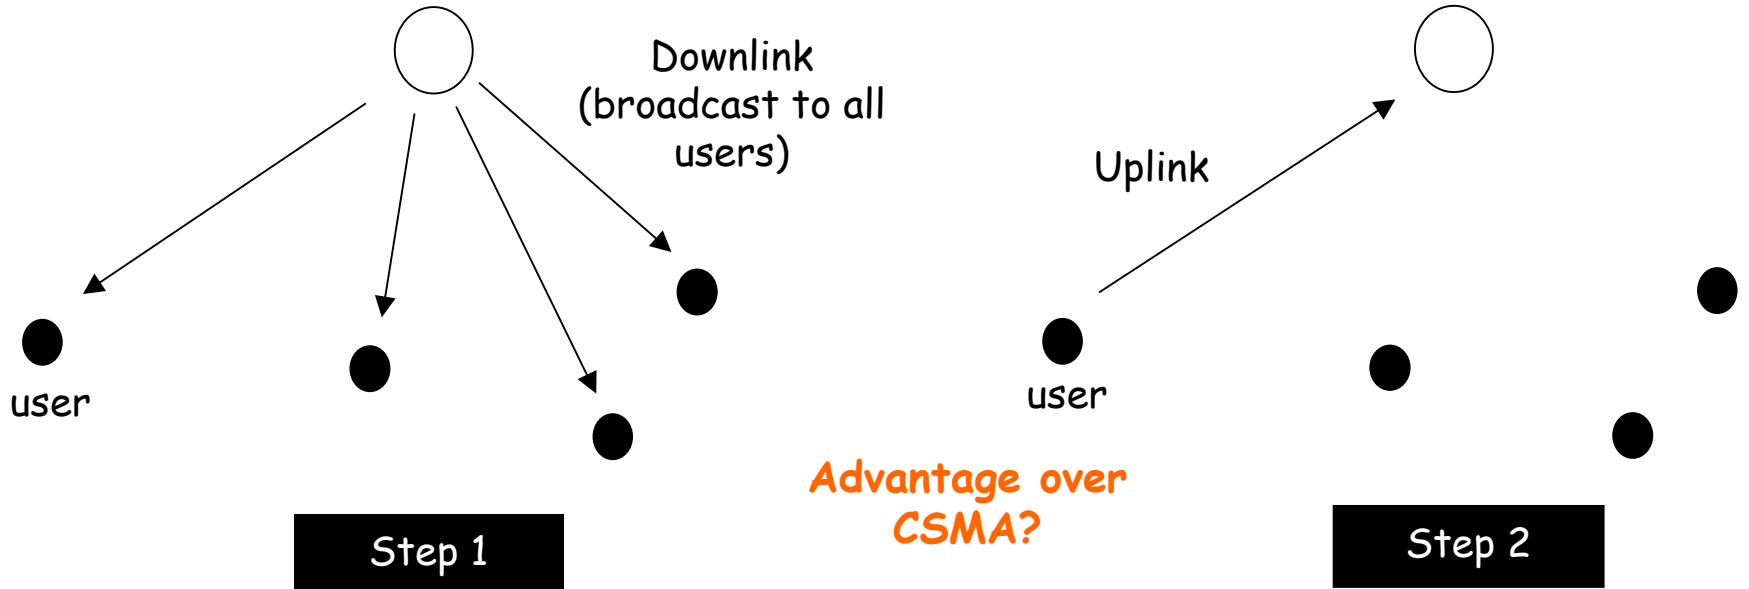 Downlink
(broadcast to all
users)
user
Step 1
Advantage over
CSMA?
Uplink
user
Step 2